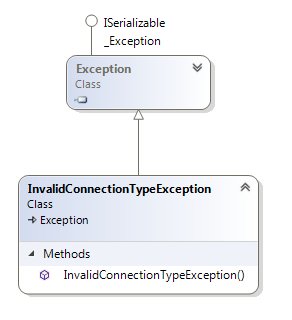 ISerializable
_Exception
Exception
Class
InvalidConnectionTypeException
Class
Exception
Methods
InvalidConnectionTypeException()